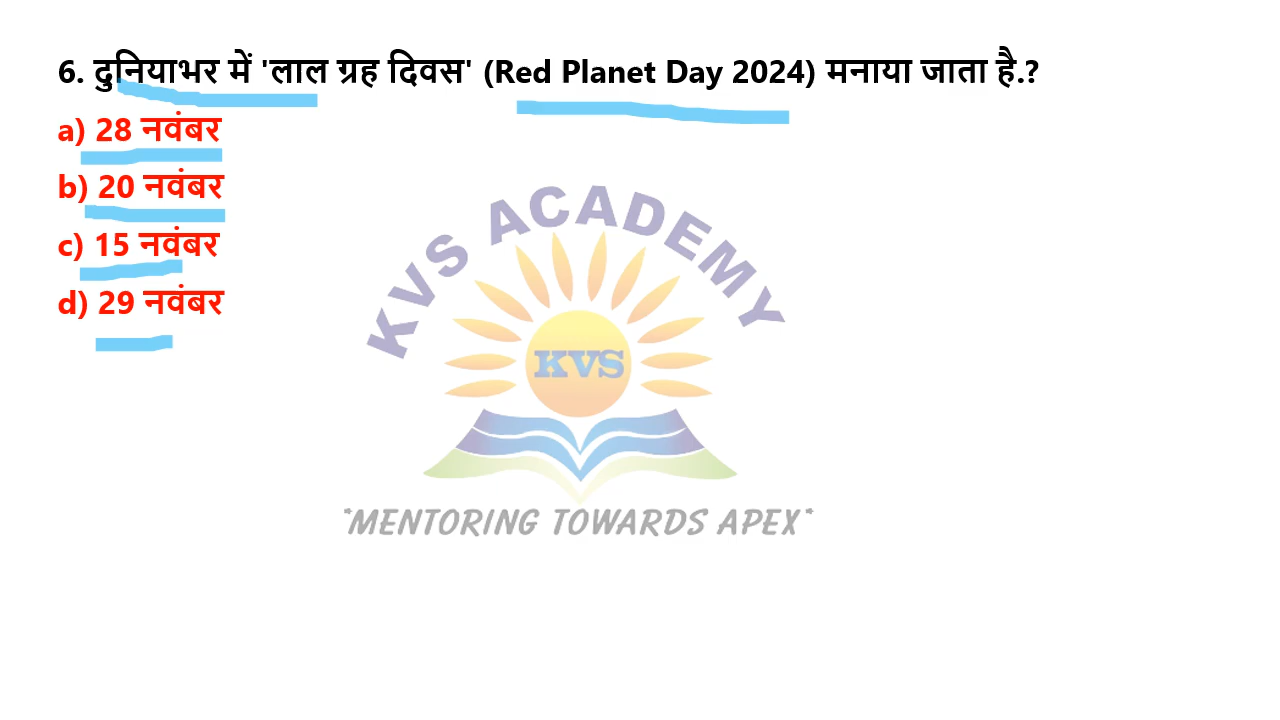 6. दुनियाभर में 'लाल ग्रह दिवस' (Red Planet Day 2024) मनाया जाता है.?
a) 28 नवंबर
b) 20 नवंबर
c) 15 नवंबर
d) 29 नवंबर
KVS ACADEMY
KVS
"MENTORING TOWARDS APEX"